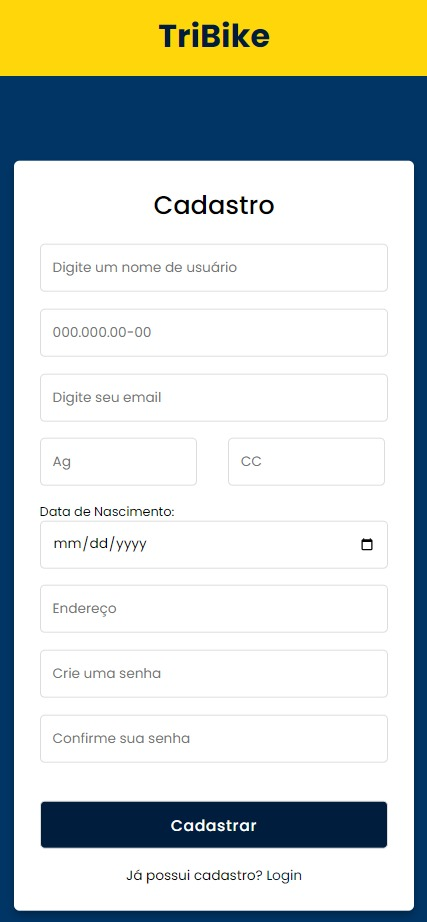 TriBike
Cadastro
Digite um nome de usuário
000.000.00-00
Digite seu email
Ag CC
Data de Nascimento:
mm/dd/yyyy
Endereço
Crie uma senha
Confirme sua senha
Cadastrar
Já possui cadastro? Login